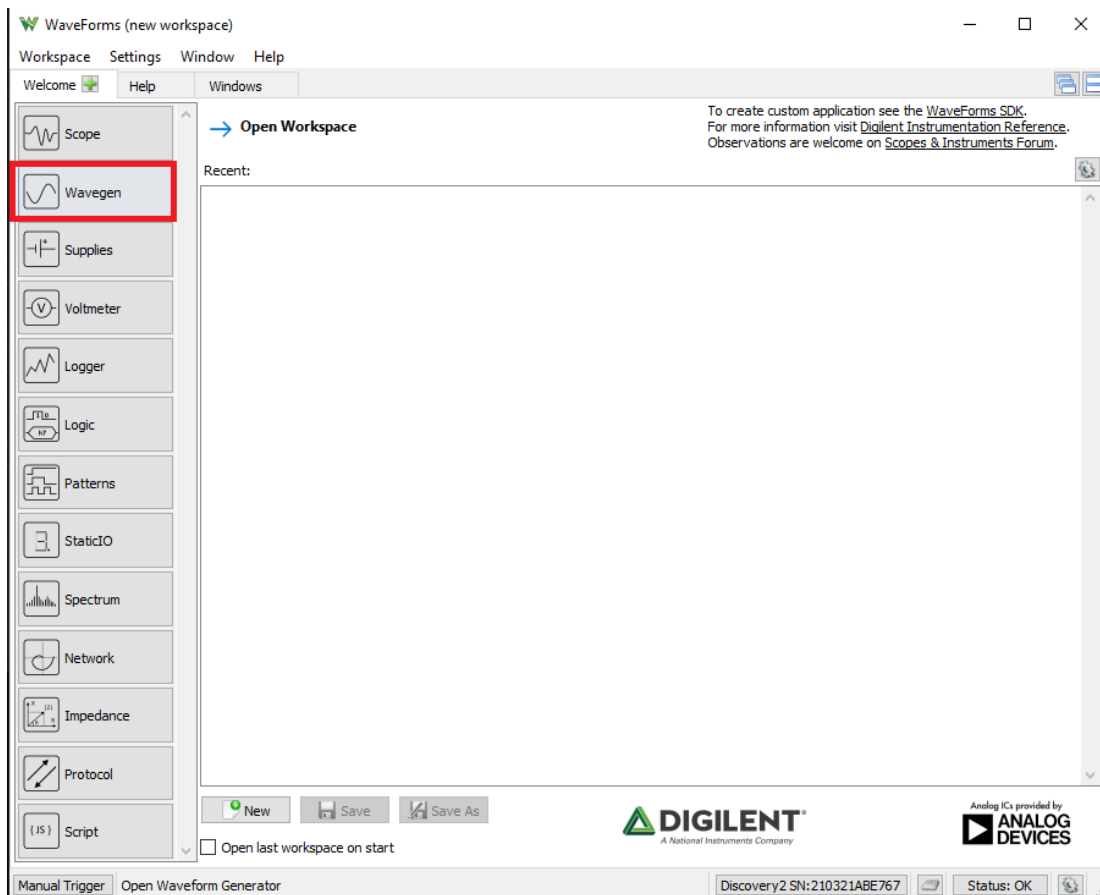 WaveForms (new workspace)
Workspace Settings Window Help
Welcome Help Windows
Scope
Wavegen
Supplies
Voltmeter
Logger
Logic
Patterns
StaticIO
Spectrum
Network
Impedance
Protocol
{JS} Script
Open Workspace
To create custom application see the WaveForms SDK.
For more information visit Digilent Instrumentation Reference.
Observations are welcome on Scopes & Instruments Forum.
Recent:
New Save Save As
Open last workspace on start
DIGILENT®
A National Instruments Company
Analog ICs provided by
ANALOG
DEVICES
Manual Trigger Open Waveform Generator Discovery2 SN:210321ABE767 Status: OK